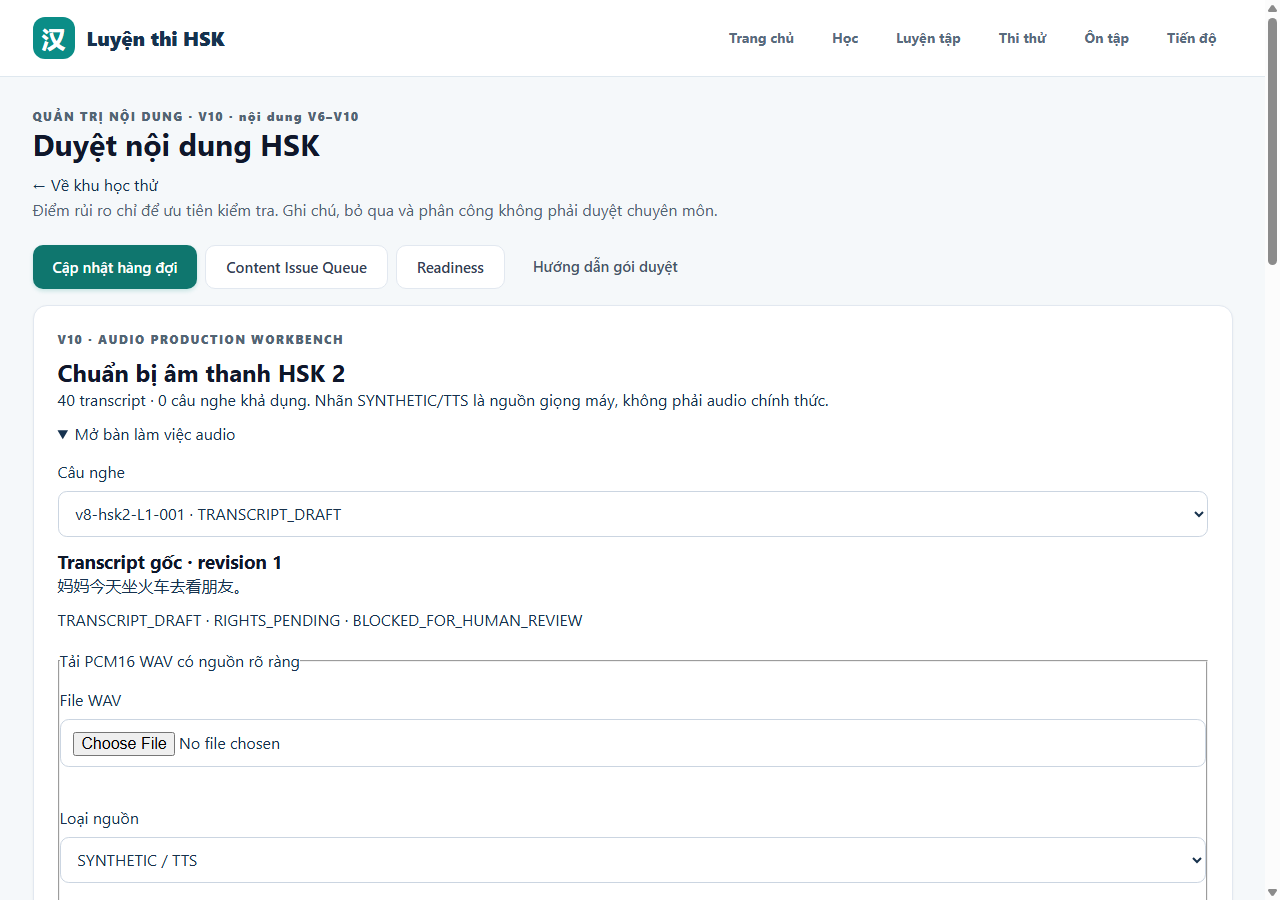 汉 Luyện thi HSK
Trang chủ Học Luyện tập Thi thử Ôn tập Tiến độ
QUẢN TRỊ NỘI DUNG · V10 · nội dung V6–V10
Duyệt nội dung HSK
← Về khu học thử
Điểm rủi ro chỉ để ưu tiên kiểm tra. Ghi chú, bỏ qua và phân công không phải duyệt chuyên môn.
Cập nhật hàng đợi Content Issue Queue Readiness Hướng dẫn gói duyệt
V10 · AUDIO PRODUCTION WORKBENCH
Chuẩn bị âm thanh HSK 2
40 transcript · 0 câu nghe khả dụng. Nhãn SYNTHETIC/TTS là nguồn giọng máy, không phải audio chính thức.
▼ Mở bàn làm việc audio
Câu nghe
v8-hsk2-L1-001 · TRANSCRIPT_DRAFT
Transcript gốc · revision 1
妈妈今天坐火车去看朋友。
TRANSCRIPT_DRAFT · RIGHTS_PENDING · BLOCKED_FOR_HUMAN_REVIEW
Tải PCM16 WAV có nguồn rõ ràng
File WAV
Choose File No file chosen
Loại nguồn
SYNTHETIC / TTS